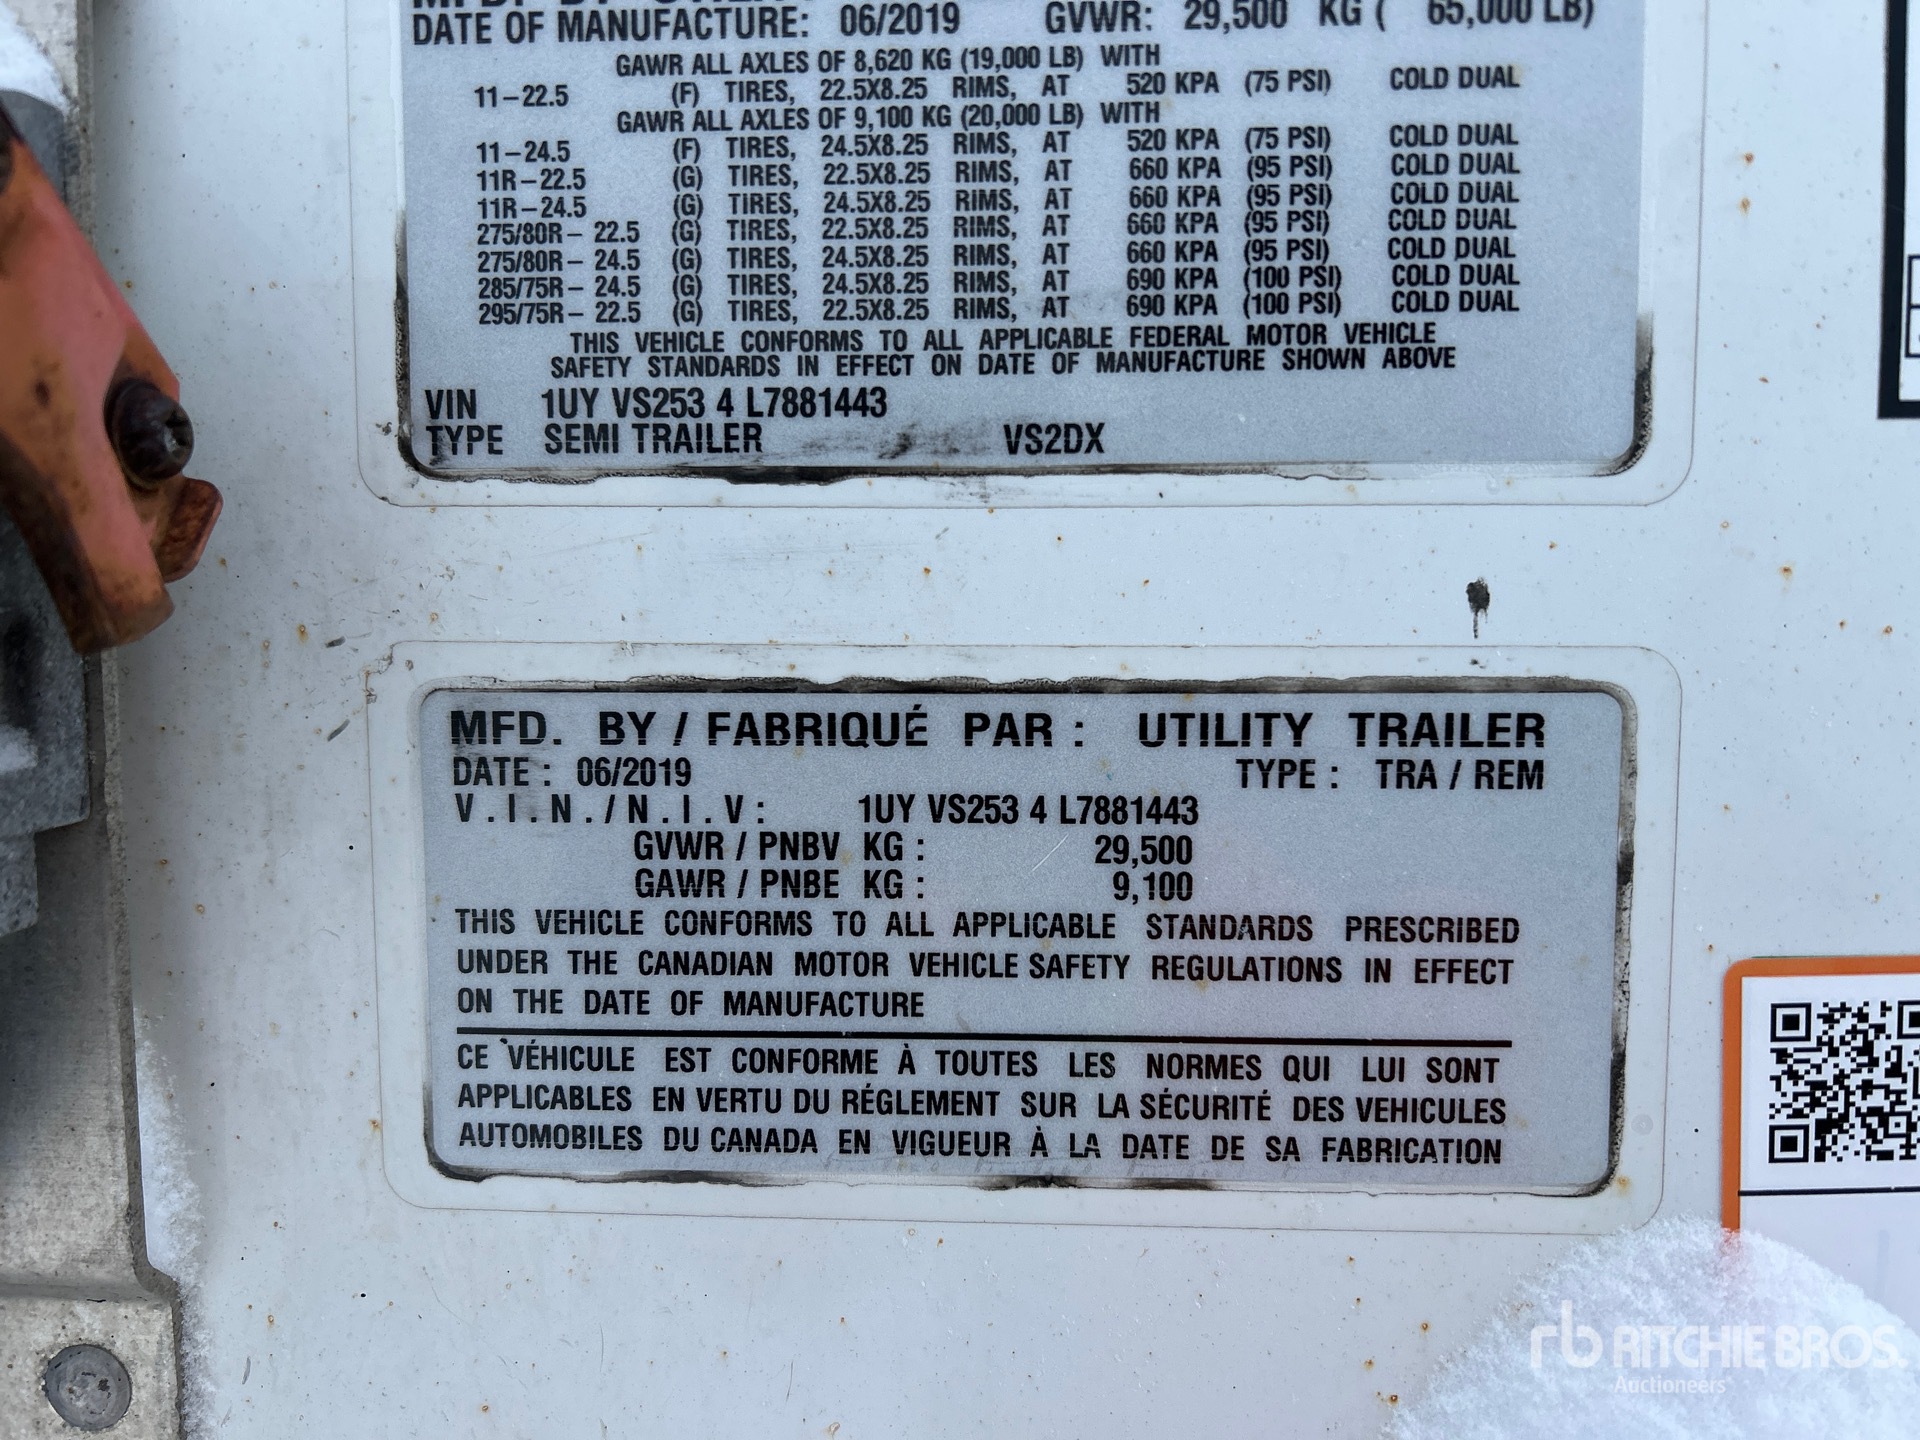 MFD. BY
DATE OF MANUFACTURE: 06/2019 GVWR: 29,500 KG ( 65,000 LB)
GAWR ALL AXLES OF 8,620 KG (19,000 LB) WITH
11-22.5 (F) TIRES, 22.5X8.25 RIMS, AT 520 KPA (75 PSI) COLD DUAL
GAWR ALL AXLES OF 9,100 KG (20,000 LB) WITH
11-24.5 (F) TIRES, 24.5X8.25 RIMS, AT 520 KPA (75 PSI) COLD DUAL
11R-22.5 (G) TIRES, 22.5X8.25 RIMS, AT 660 KPA (95 PSI) COLD DUAL
11R-24.5 (G) TIRES, 24.5X8.25 RIMS, AT 660 KPA (95 PSI) COLD DUAL
275/80R- 22.5 (G) TIRES, 22.5X8.25 RIMS, AT 660 KPA (95 PSI) COLD DUAL
275/80R- 24.5 (G) TIRES, 24.5X8.25 RIMS, AT 660 KPA (95 PSI) COLD DUAL
285/75R- 24.5 (G) TIRES, 24.5X8.25 RIMS, AT 690 KPA (100 PSI) COLD DUAL
295/75R- 22.5 (G) TIRES, 22.5X8.25 RIMS, AT 690 KPA (100 PSI) COLD DUAL
THIS VEHICLE CONFORMS TO ALL APPLICABLE FEDERAL MOTOR VEHICLE
SAFETY STANDARDS IN EFFECT ON DATE OF MANUFACTURE SHOWN ABOVE
VIN 1UY VS253 4 L7881443
TYPE SEMI TRAILER VS2DX
MFD. BY / FABRIQUÉ PAR : UTILITY TRAILER
DATE : 06/2019 TYPE : TRA / REM
V.I.N./N.I.V: 1UY VS253 4 L7881443
GVWR / PNBV KG : 29,500
GAWR / PNBE KG : 9,100
THIS VEHICLE CONFORMS TO ALL APPLICABLE STANDARDS PRESCRIBED
UNDER THE CANADIAN MOTOR VEHICLE SAFETY REGULATIONS IN EFFECT
ON THE DATE OF MANUFACTURE
CE VÉHICULE EST CONFORME À TOUTES LES NORMES QUI LUI SONT
APPLICABLES EN VERTU DU RÉGLEMENT SUR LA SÉCURITÉ DES VEHICULES
AUTOMOBILES DU CANADA EN VIGUEUR À LA DATE DE SA FABRICATION
rb RITCHIE BROS.
Auctioneers